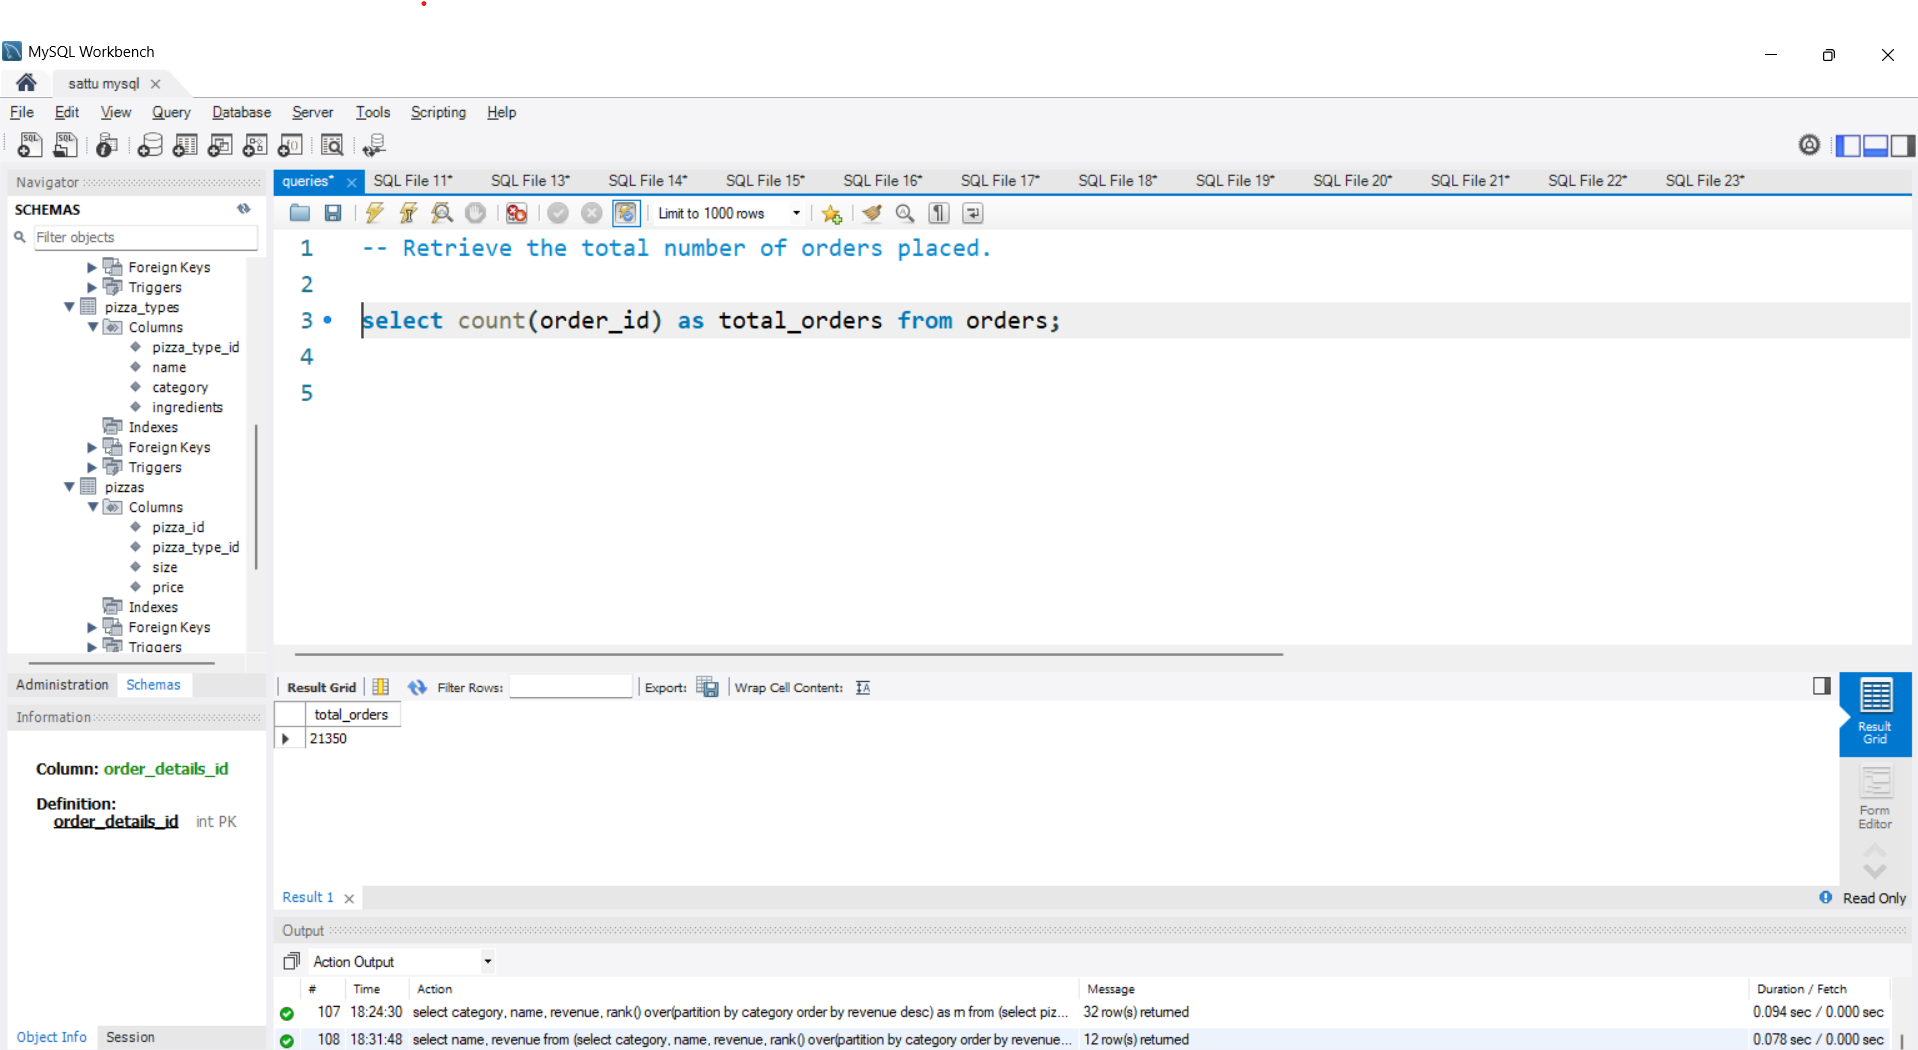 MySQL Workbench
sattu mysql
File Edit View Query Database Server Tools Scripting Help
Navigator
SCHEMAS
Filter objects
Foreign Keys
Triggers
pizza_types
Columns
pizza_type_id
name
category
ingredients
Indexes
Foreign Keys
Triggers
pizzas
Columns
pizza_id
pizza_type_id
size
price
Indexes
Foreign Keys
Triggers
Administration Schemas
Information
Column: order_details_id
Definition:
order_details_id int PK
Object Info Session
queries* SQL File 11* SQL File 13* SQL File 14* SQL File 15* SQL File 16* SQL File 17* SQL File 18* SQL File 19* SQL File 20* SQL File 21* SQL File 22* SQL File 23*
Limit to 1000 rows
1 -- Retrieve the total number of orders placed.
2
3 select count(order_id) as total_orders from orders;
4
5
Result Grid Filter Rows: Export: Wrap Cell Content:
total_orders
21350
Result
Grid
Form
Editor
Result 1 Read Only
Output
Action Output
# Time Action Message Duration / Fetch
107 18:24:30 select category, name, revenue, rank() over(partition by category order by revenue desc) as rn from (select piz... 32 row(s) returned 0.094 sec / 0.000 sec
108 18:31:48 select name, revenue from (select category, name, revenue, rank() over(partition by category order by revenue... 12 row(s) returned 0.078 sec / 0.000 sec